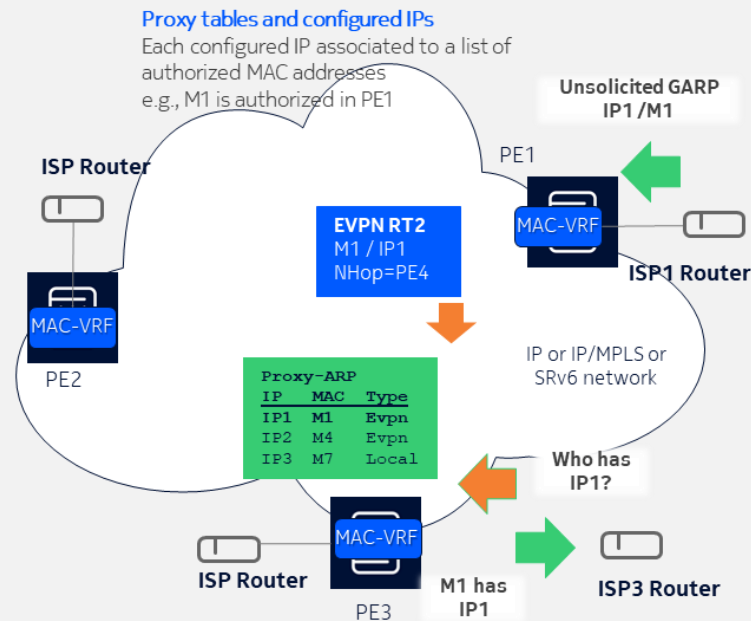 Proxy tables and configured IPs
Each configured IP associated to a list of
authorized MAC addresses
e.g., M1 is authorized in PE1
Unsolicited GARP
IP1 /M1
ISP Router
PE1
EVPN RT2
M1 / IP1
NHop=PE4
MAC-VRF
ISP1 Router
MAC-VRF
PE2
IP or IP/MPLS or
SRv6 network
Proxy-ARP
IP MAC Type
IP1 M1 Evpn
IP2 M4 Evpn
IP3 M7 Local
Who has
IP1?
MAC-VRF
ISP Router
PE3
M1 has
IP1
ISP3 Router